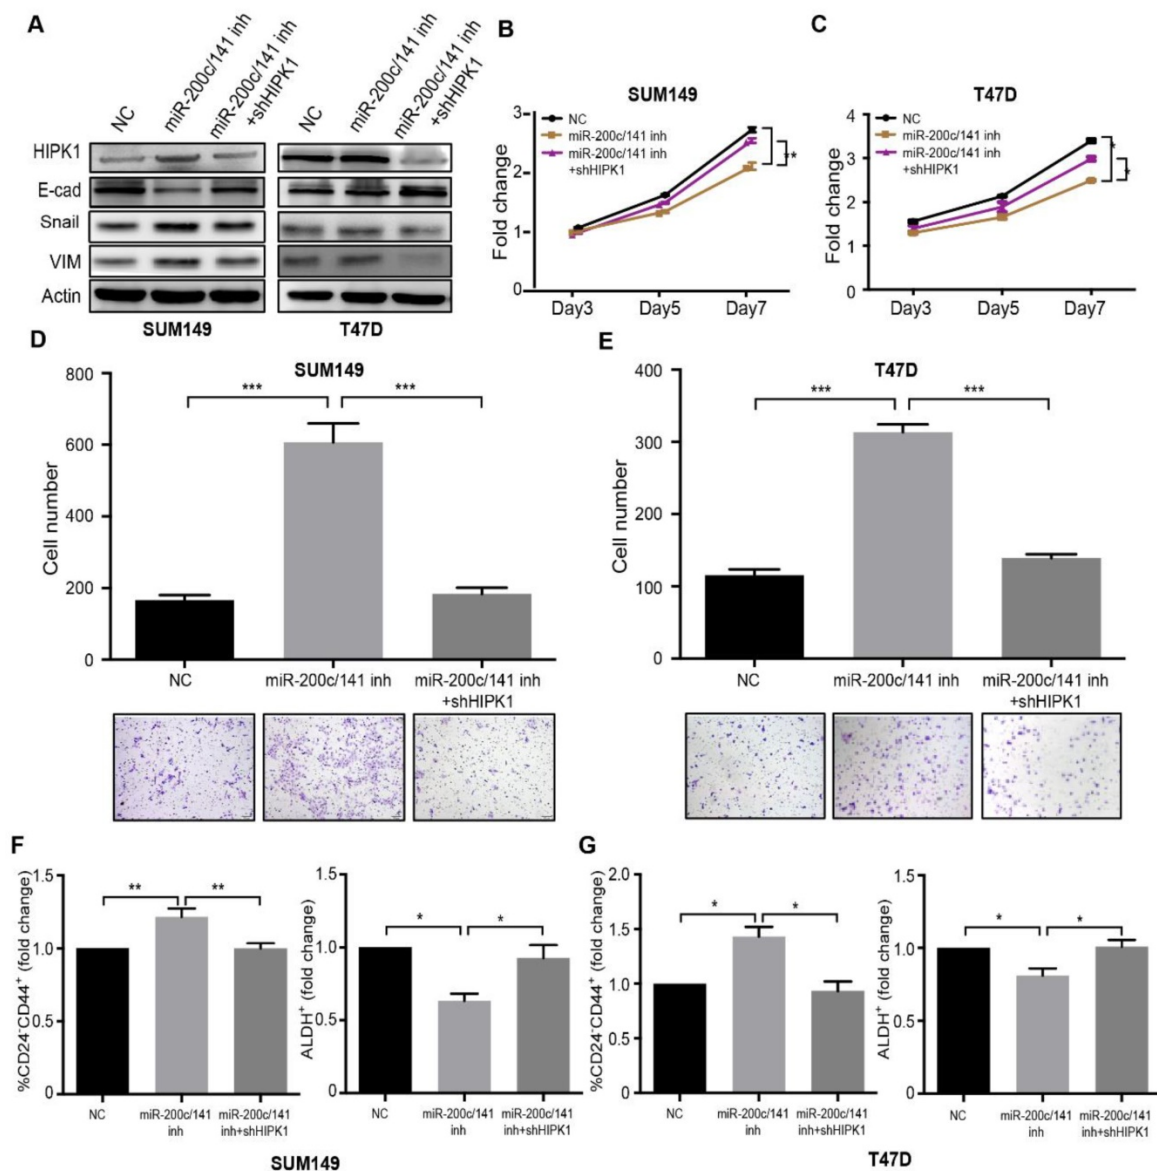 A
NC
miR-200c/141 inh
miR-200c/141 inh
+shHIPK1
NC
miR-200c/141 inh
miR-200c/141 inh
+shHIPK1
HIPK1
E-cad
Snail
VIM
Actin
SUM149
T47D
B
SUM149
NC
miR-200c/141 inh
miR-200c/141 inh
+shHIPK1
Fold change
3
2
1
0
**
Day3
Day5
Day7
C
T47D
NC
miR-200c/141 inh
miR-200c/141 inh
+shHIPK1
Fold change
4
3
2
1
0
*
*
Day3
Day5
Day7
D
SUM149
Cell number
800
600
400
200
0
***
***
NC
miR-200c/141 inh
miR-200c/141 inh
+shHIPK1
E
T47D
Cell number
400
300
200
100
0
***
***
NC
miR-200c/141 inh
miR-200c/141 inh
+shHIPK1
F
%CD24⁻CD44⁺ (fold change)
1.5
1.0
0.5
0
**
**
NC
miR-200c/141
inh
miR-200c/141
inh+shHIPK1
ALDH⁺ (fold change)
1.5
1.0
0.5
0
*
*
NC
miR-200c/141
inh
miR-200c/141
inh+shHIPK1
SUM149
G
%CD24⁻CD44⁺ (fold change)
2.0
1.5
1.0
0.5
0
*
*
NC
miR-200c/141
inh
miR-200c/141
inh+shHIPK1
ALDH⁺ (fold change)
1.5
1.0
0.5
0
*
*
NC
miR-200c/141
inh
miR-200c/141
inh+shHIPK1
T47D